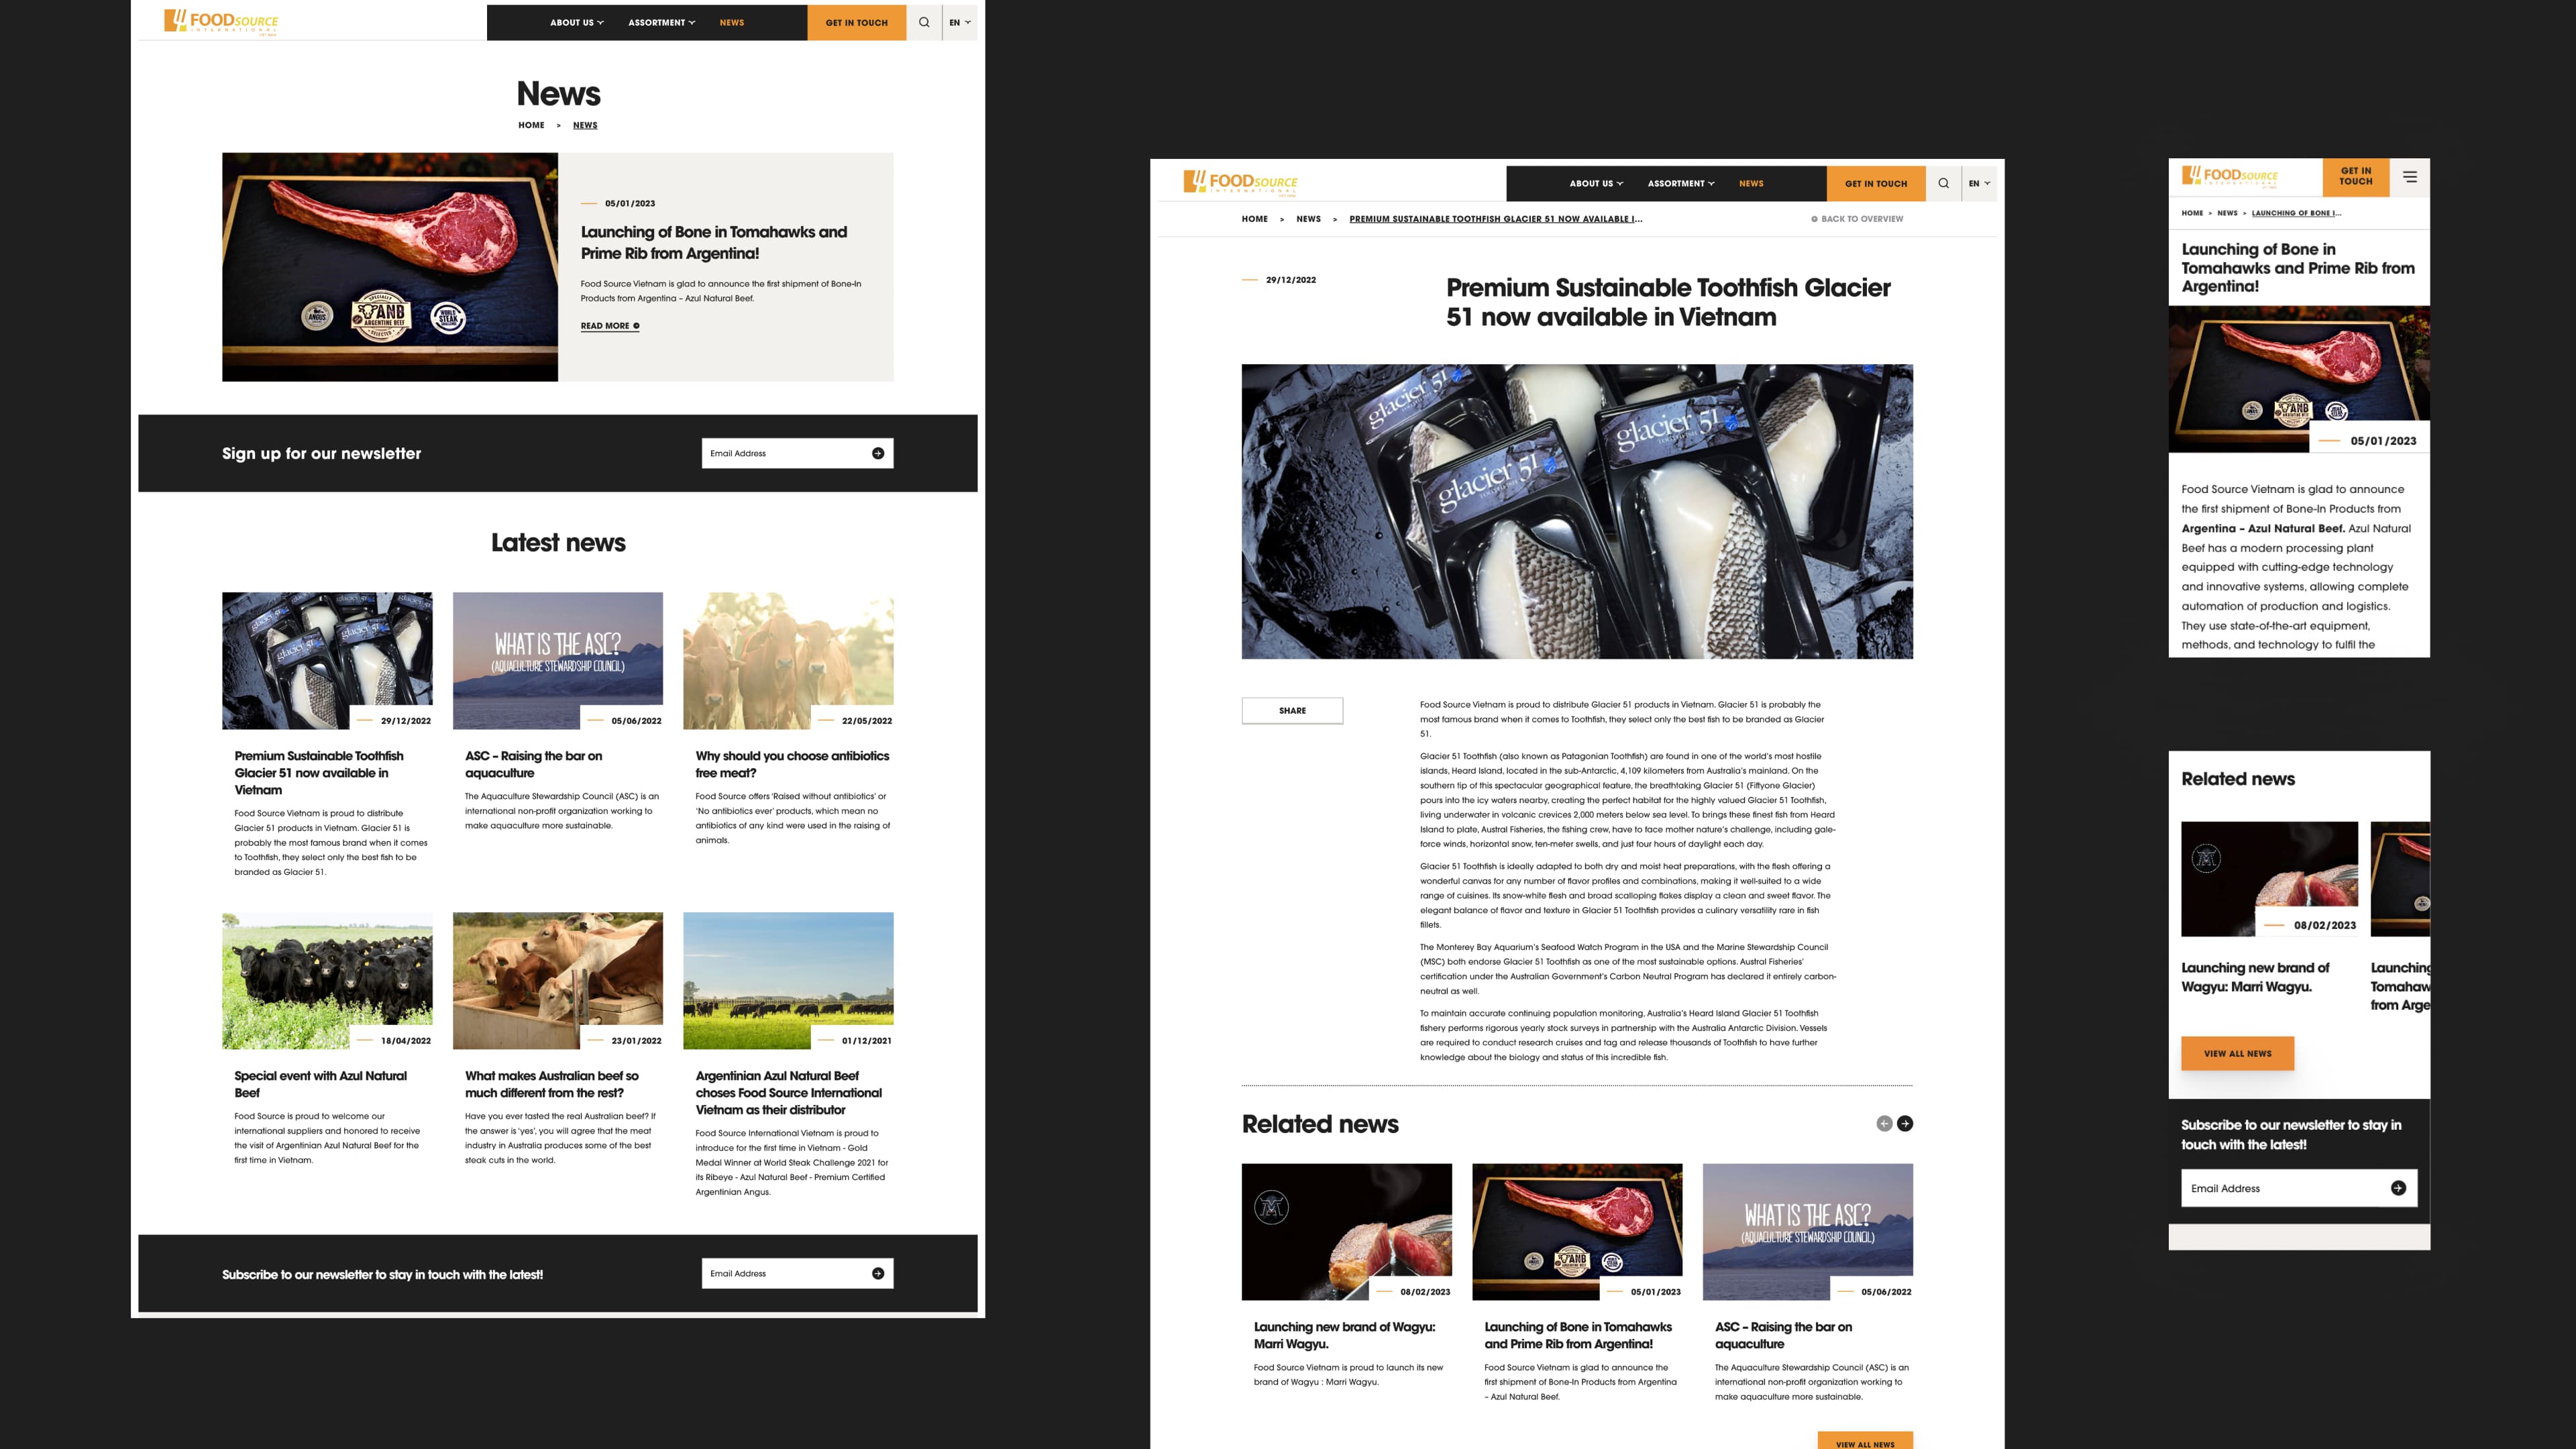 FOODSOURCE
INTERNATIONAL
ABOUT US
ASSORTMENT
NEWS
GET IN TOUCH
EN
News
HOME > NEWS
ANGUS
SPECIALLY
ANB
ARGENTINE BEEF
SELECTED
WORLD
STEAK
05/01/2023
Launching of Bone in Tomahawks and
Prime Rib from Argentina!
Food Source Vietnam is glad to announce the first shipment of Bone-In
Products from Argentina – Azul Natural Beef.
READ MORE
Sign up for our newsletter
Email Address
Latest news
glacier 51
glacier 51
29/12/2022
Premium Sustainable Toothfish
Glacier 51 now available in
Vietnam
Food Source Vietnam is proud to distribute
Glacier 51 products in Vietnam. Glacier 51 is
probably the most famous brand when it comes
to Toothfish, they select only the best fish to be
branded as Glacier 51.
WHAT IS THE ASC?
(AQUACULTURE STEWARDSHIP COUNCIL)
05/06/2022
ASC – Raising the bar on
aquaculture
The Aquaculture Stewardship Council (ASC) is an
international non-profit organization working to
make aquaculture more sustainable.
22/05/2022
Why should you choose antibiotics
free meat?
Food Source offers 'Raised without antibiotics' or
'No antibiotics ever' products, which mean no
antibiotics of any kind were used in the raising of
animals.
18/04/2022
Special event with Azul Natural
Beef
Food Source is proud to welcome our
international suppliers and honored to receive
the visit of Argentinian Azul Natural Beef for the
first time in Vietnam.
23/01/2022
What makes Australian beef so
much different from the rest?
Have you ever tasted the real Australian beef? If
the answer is 'yes', you will agree that the meat
industry in Australia produces some of the best
steak cuts in the world.
01/12/2021
Argentinian Azul Natural Beef
choses Food Source International
Vietnam as their distributor
Food Source International Vietnam is proud to
introduce for the first time in Vietnam - Gold
Medal Winner at World Steak Challenge 2021 for
its Ribeye - Azul Natural Beef - Premium Certified
Argentinian Angus.
Subscribe to our newsletter to stay in touch with the latest!
Email Address
FOODSOURCE
INTERNATIONAL
ABOUT US
ASSORTMENT
NEWS
GET IN TOUCH
EN
HOME > NEWS > PREMIUM SUSTAINABLE TOOTHFISH GLACIER 51 NOW AVAILABLE I...
BACK TO OVERVIEW
29/12/2022
Premium Sustainable Toothfish Glacier
51 now available in Vietnam
glacier 51
glacier 51
glacier 51
SHARE
Food Source Vietnam is proud to distribute Glacier 51 products in Vietnam. Glacier 51 is probably the
most famous brand when it comes to Toothfish, they select only the best fish to be branded as Glacier
51.
Glacier 51 Toothfish (also known as Patagonian Toothfish) are found in one of the world's most hostile
islands, Heard Island, located in the sub-Antarctic, 4,109 kilometers from Australia's mainland. On the
southern tip of this spectacular geographical feature, the breathtaking Glacier 51 (Fiftyone Glacier)
pours into the icy waters nearby, creating the perfect habitat for the highly valued Glacier 51 Toothfish,
living underwater in volcanic crevices 2,000 meters below sea level. To brings these finest fish from Heard
Island to plate, Austral Fisheries, the fishing crew, have to face mother nature's challenge, including gale-
force winds, horizontal snow, ten-meter swells, and just four hours of daylight each day.
Glacier 51 Toothfish is ideally adapted to both dry and moist heat preparations, with the flesh offering a
wonderful canvas for any number of flavor profiles and combinations, making it well-suited to a wide
range of cuisines. Its snow-white flesh and broad scalloping flakes display a clean and sweet flavor. The
elegant balance of flavor and texture in Glacier 51 Toothfish provides a culinary versatility rare in fish
fillets.
The Monterey Bay Aquarium's Seafood Watch Program in the USA and the Marine Stewardship Council
(MSC) both endorse Glacier 51 Toothfish as one of the most sustainable options. Austral Fisheries'
certification under the Australian Government's Carbon Neutral Program has declared it entirely carbon-
neutral as well.
To maintain accurate continuing population monitoring, Australia's Heard Island Glacier 51 Toothfish
fishery performs rigorous yearly stock surveys in partnership with the Australia Antarctic Division. Vessels
are required to conduct research cruises and tag and release thousands of Toothfish to have further
knowledge about the biology and status of this incredible fish.
Related news
08/02/2023
Launching new brand of Wagyu:
Marri Wagyu.
Food Source Vietnam is proud to launch its new
brand of Wagyu : Marri Wagyu.
ANB
ARGENTINE BEEF
05/01/2023
Launching of Bone in Tomahawks
and Prime Rib from Argentina!
Food Source Vietnam is glad to announce the
first shipment of Bone-In Products from Argentina
– Azul Natural Beef.
WHAT IS THE ASC?
(AQUACULTURE STEWARDSHIP COUNCIL)
05/06/2022
ASC – Raising the bar on
aquaculture
The Aquaculture Stewardship Council (ASC) is an
international non-profit organization working to
make aquaculture more sustainable.
VIEW ALL NEWS
FOODSOURCE
INTERNATIONAL
GET IN
TOUCH
HOME > NEWS > LAUNCHING OF BONE I...
Launching of Bone in
Tomahawks and Prime Rib from
Argentina!
ANB
05/01/2023
Food Source Vietnam is glad to announce
the first shipment of Bone-In Products from
Argentina – Azul Natural Beef. Azul Natural
Beef has a modern processing plant
equipped with cutting-edge technology
and innovative systems, allowing complete
automation of production and logistics.
They use state-of-the-art equipment,
methods, and technology to fulfil the
Related news
08/02/2023
Launching new brand of
Wagyu: Marri Wagyu.
Launching
Tomahaw
from Arge
VIEW ALL NEWS
Subscribe to our newsletter to stay in
touch with the latest!
Email Address